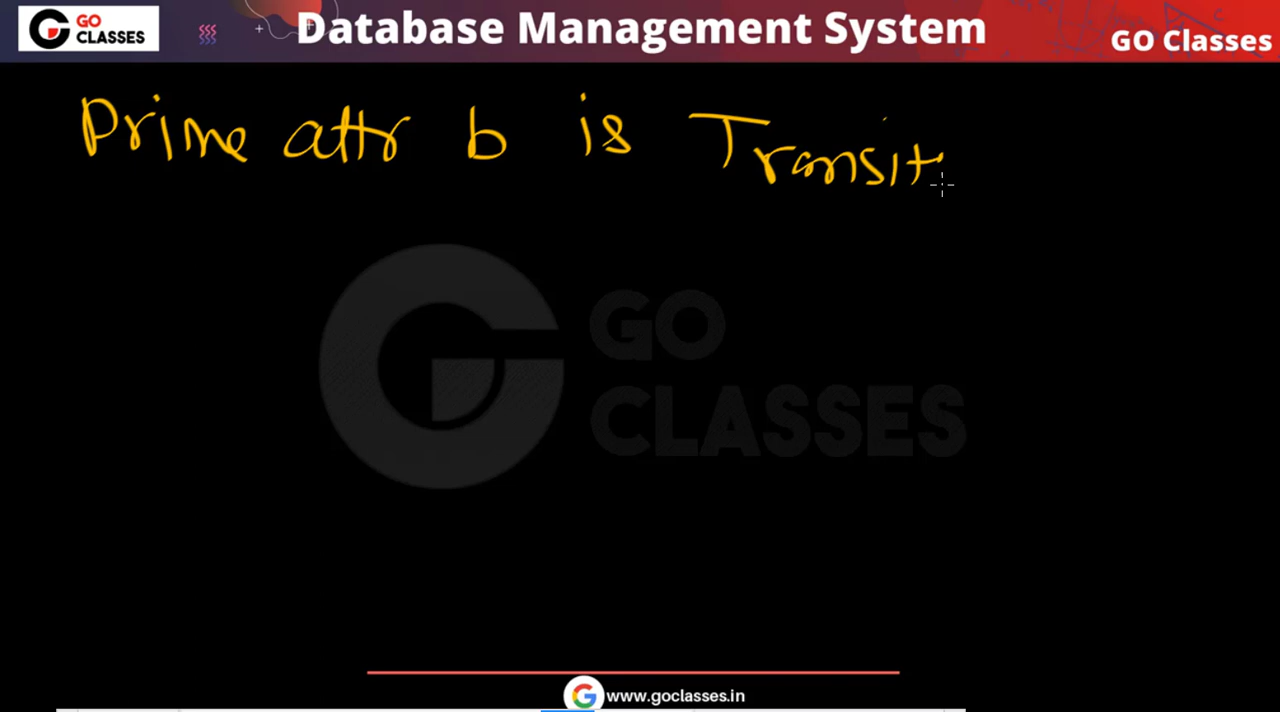 GO
CLASSES
Database Management System
GO Classes
Prime attr b is Transit
GO
CLASSES
www.goclasses.in